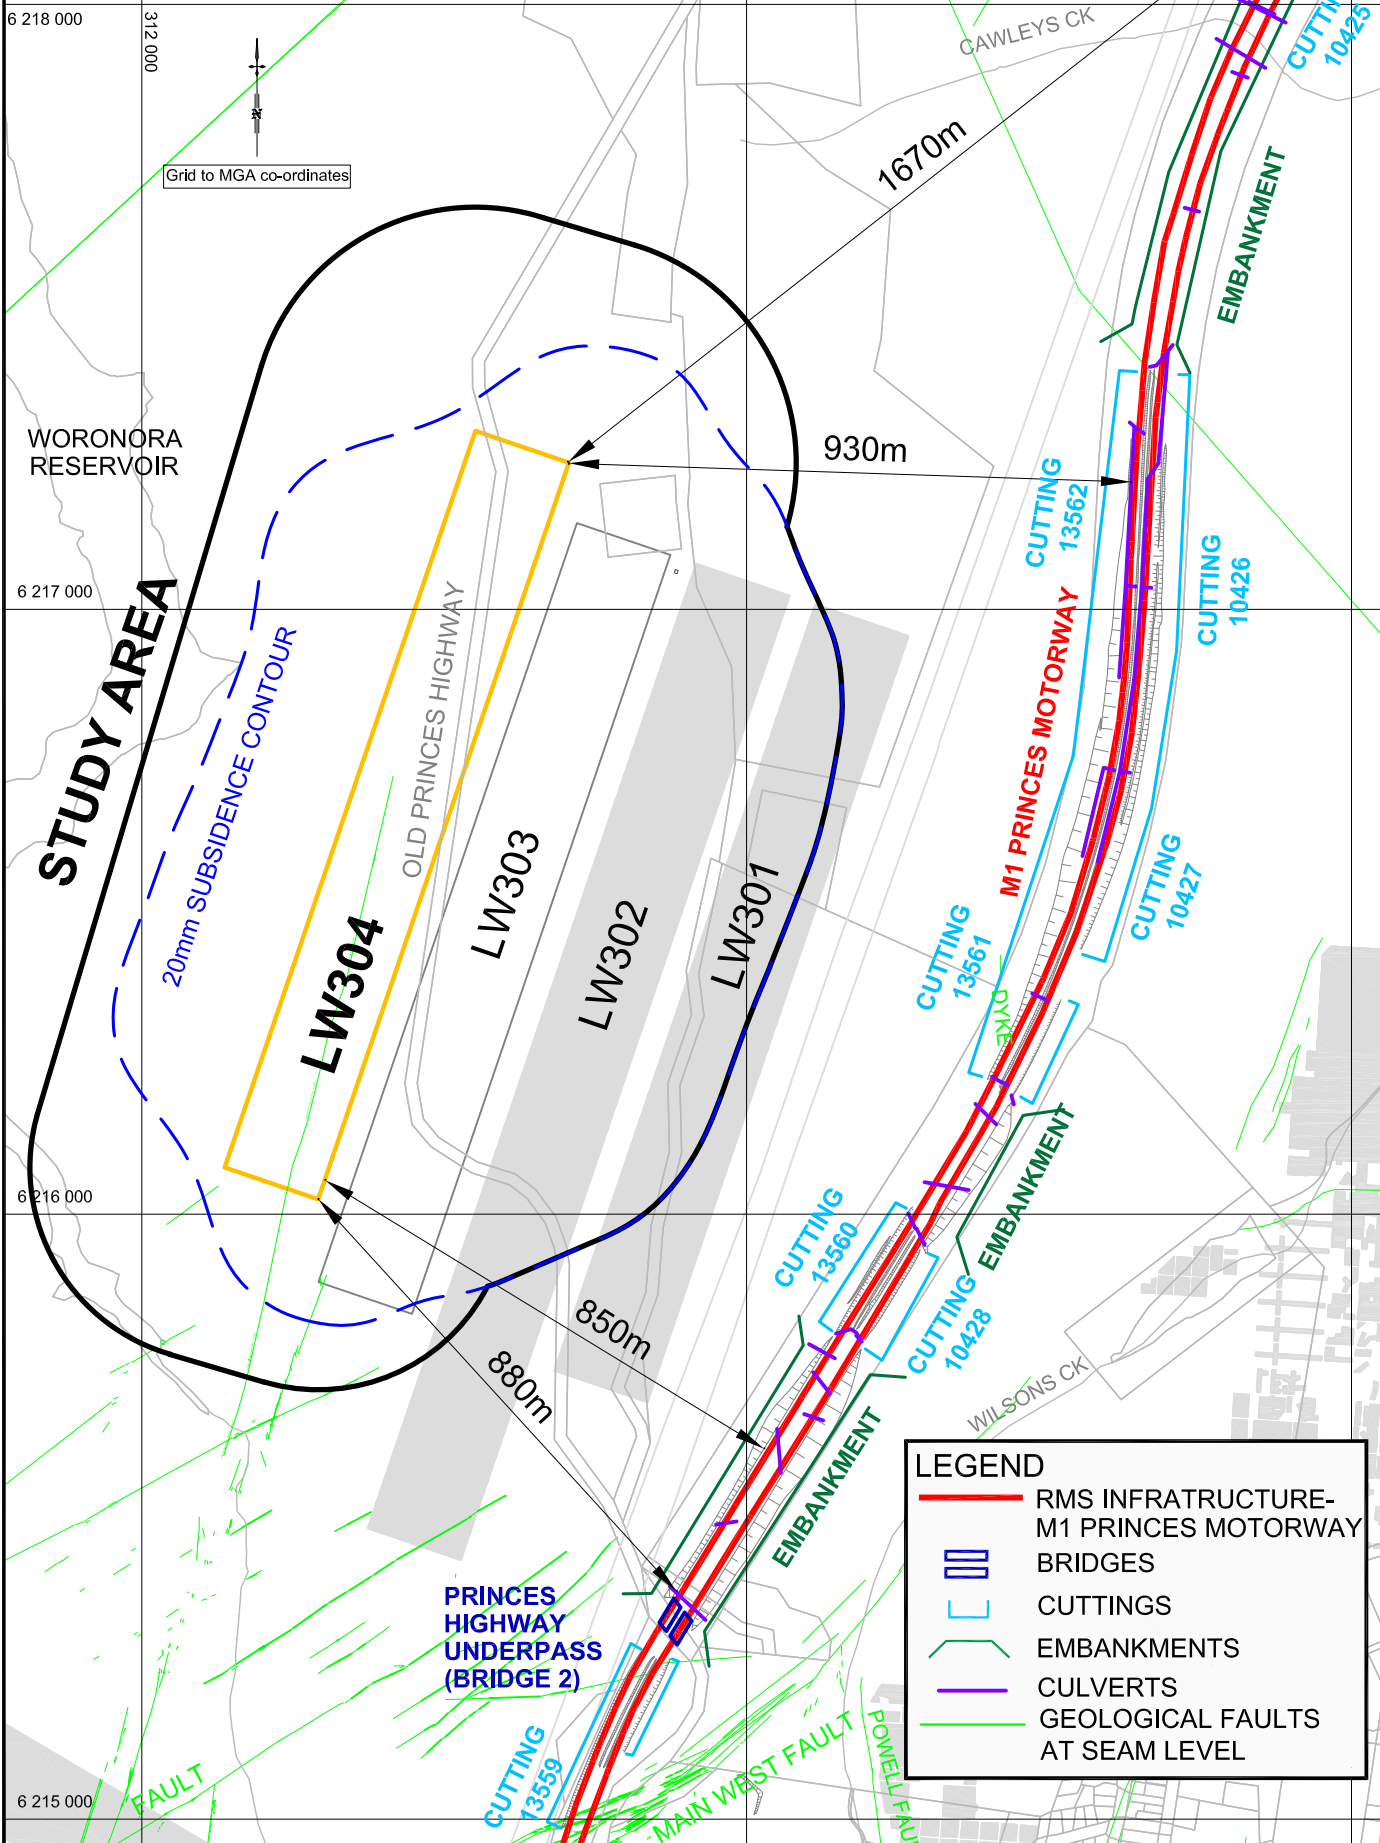 6 218 000
312 000
N
Grid to MGA co-ordinates
CAWLEYS CK
CUTTIN
10425
1670m
EMBANKMENT
WORONORA
RESERVOIR
930m
CUTTING
13562
CUTTING
10426
6 217 000
STUDY AREA
20mm SUBSIDENCE CONTOUR
OLD PRINCES HIGHWAY
M1 PRINCES MOTORWAY
LW304
LW303
LW302
LW301
CUTTING
10427
CUTTING
13561
DYKE
EMBANKMENT
6 216 000
CUTTING
13560
CUTTING
10428
850m
880m
WILSONS CK
EMBANKMENT
PRINCES
HIGHWAY
UNDERPASS
(BRIDGE 2)
CUTTING
13559
FAULT
MAIN WEST FAULT
POWELL FAU
6 215 000
LEGEND
RMS INFRATRUCTURE-
M1 PRINCES MOTORWAY
BRIDGES
CUTTINGS
EMBANKMENTS
CULVERTS
GEOLOGICAL FAULTS
AT SEAM LEVEL